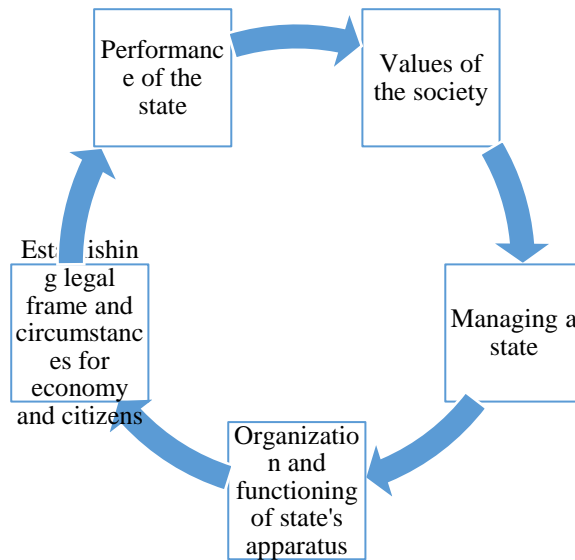 Performanc
e of the
state
Values of
the society
Managing a
state
Organizatio
n and
functioning
of state's
apparatus
g legal
frame and
circumstanc
es for
economy
and citizens